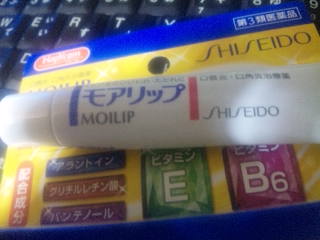 Naplcom
第3類医薬品
SHISEIDO
口唇炎・口角炎治療薬
モアリップ
MOILIP
SHISEIDO
配合成分
アラントイン
グリチルレチン酸
パンテノール
ビタミン
E
ビタミン
B6